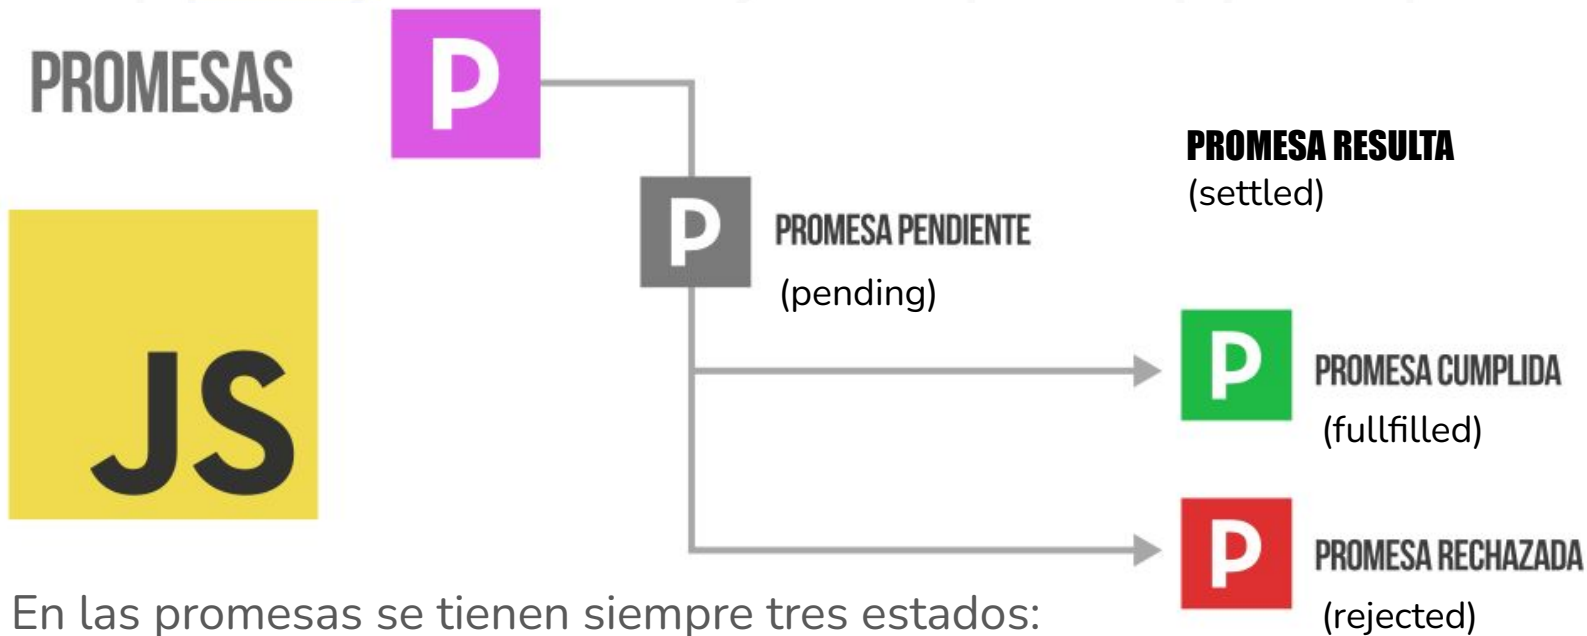 PROMESAS
P
PROMESA RESULTA
(settled)
P
PROMESA PENDIENTE
(pending)
JS
P
PROMESA CUMPLIDA
(fullfilled)
P
PROMESA RECHAZADA
(rejected)
En las promesas se tienen siempre tres estados: